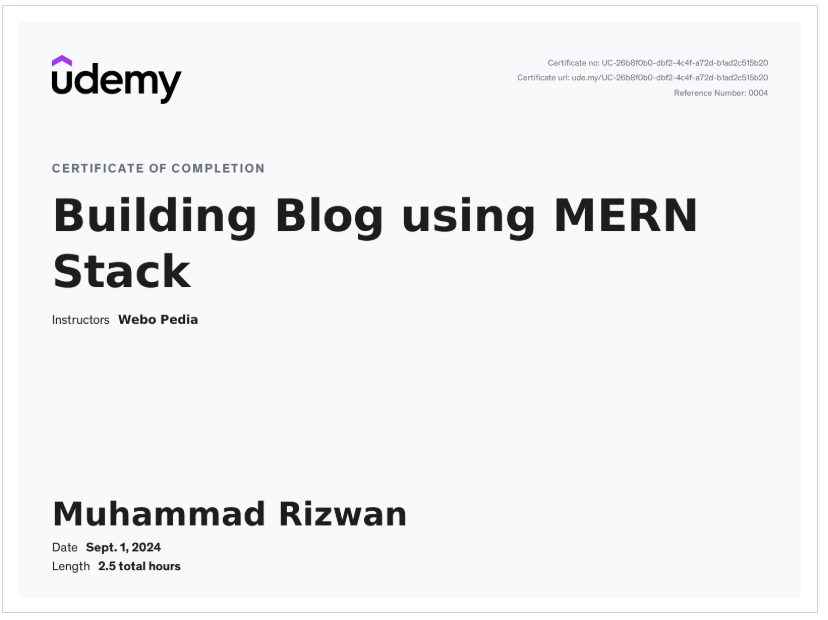 udemy
Certificate no: UC-26b8f0b0-dbf2-4c4f-a72d-b1ad2c515b20
Certificate url: ude.my/UC-26b8f0b0-dbf2-4c4f-a72d-b1ad2c515b20
Reference Number: 0004
CERTIFICATE OF COMPLETION
Building Blog using MERN
Stack
Instructors Webo Pedia
Muhammad Rizwan
Date Sept. 1, 2024
Length 2.5 total hours